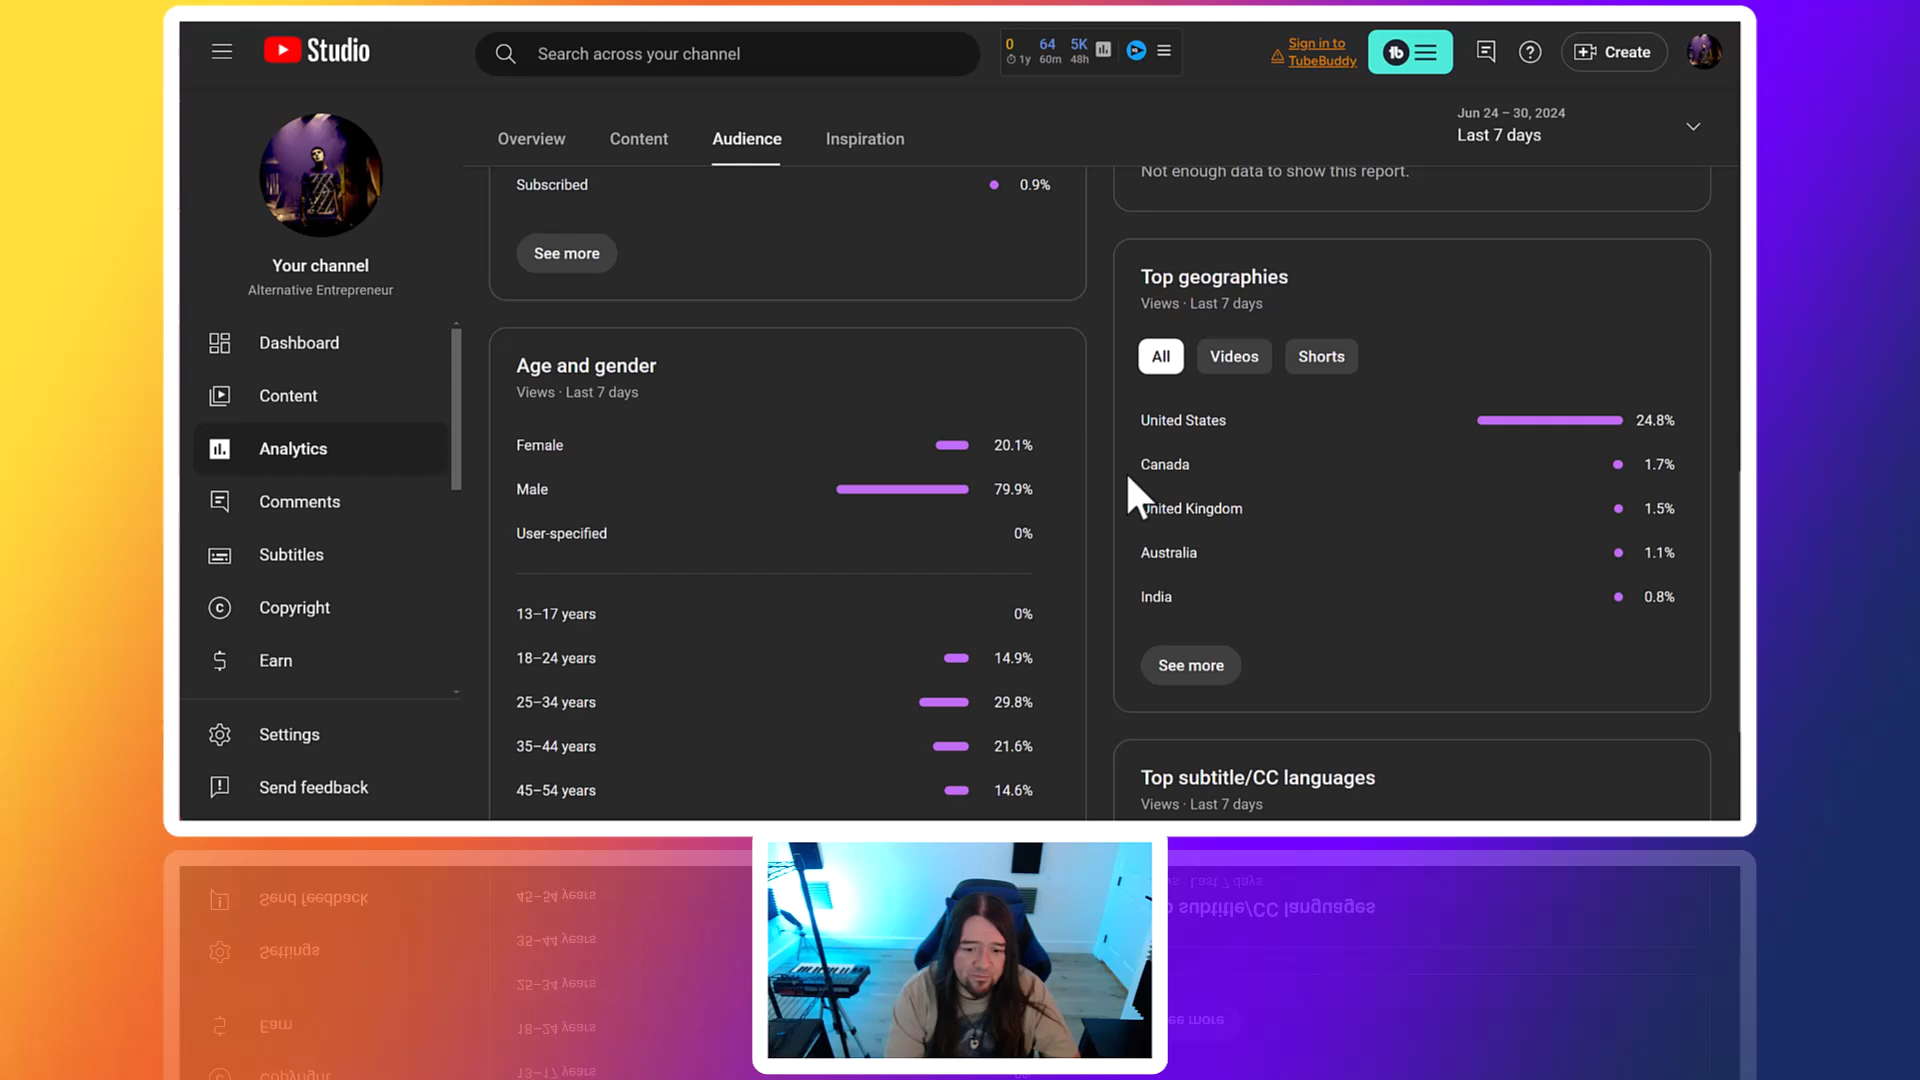 Studio
Search across your channel
0 64 5K
1y 60m 48h
Sign in to
TubeBuddy
Create
Your channel
Alternative Entrepreneur
Dashboard
Content
Analytics
Comments
Subtitles
Copyright
Earn
Settings
Send feedback
Overview
Content
Audience
Inspiration
Jun 24 – 30, 2024
Last 7 days
Subscribed 0.9%
See more
Age and gender
Views · Last 7 days
Female 20.1%
Male 79.9%
User-specified 0%
13–17 years 0%
18–24 years 14.9%
25–34 years 29.8%
35–44 years 21.6%
45–54 years 14.6%
Not enough data to show this report.
Top geographies
Views · Last 7 days
All
Videos
Shorts
United States 24.8%
Canada 1.7%
United Kingdom 1.5%
Australia 1.1%
India 0.8%
See more
Top subtitle/CC languages
Views · Last 7 days